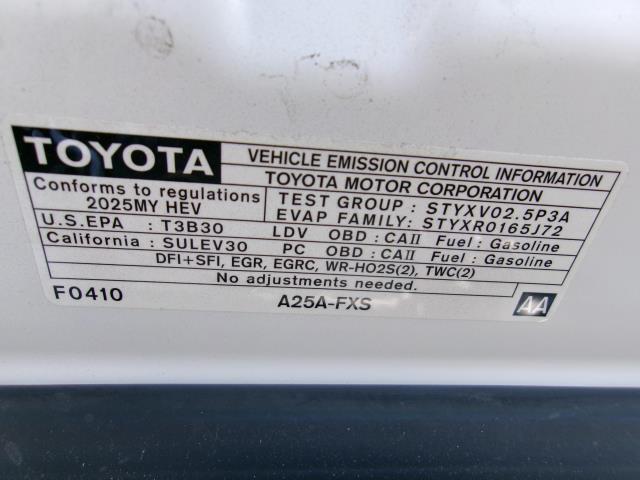 TOYOTA
VEHICLE EMISSION CONTROL INFORMATION
TOYOTA MOTOR CORPORATION
Conforms to regulations
2025MY HEV
TEST GROUP : STYXV02.5P3A
EVAP FAMILY: STYXR0165J72
U.S.EPA : T3B30 LDV OBD : CAII Fuel : Gasoline
California : SULEV30 PC OBD : CAII Fuel : Gasoline
DFI+SFI, EGR, EGRC, WR-HO2S(2), TWC(2)
No adjustments needed.
F0410 A25A-FXS AA